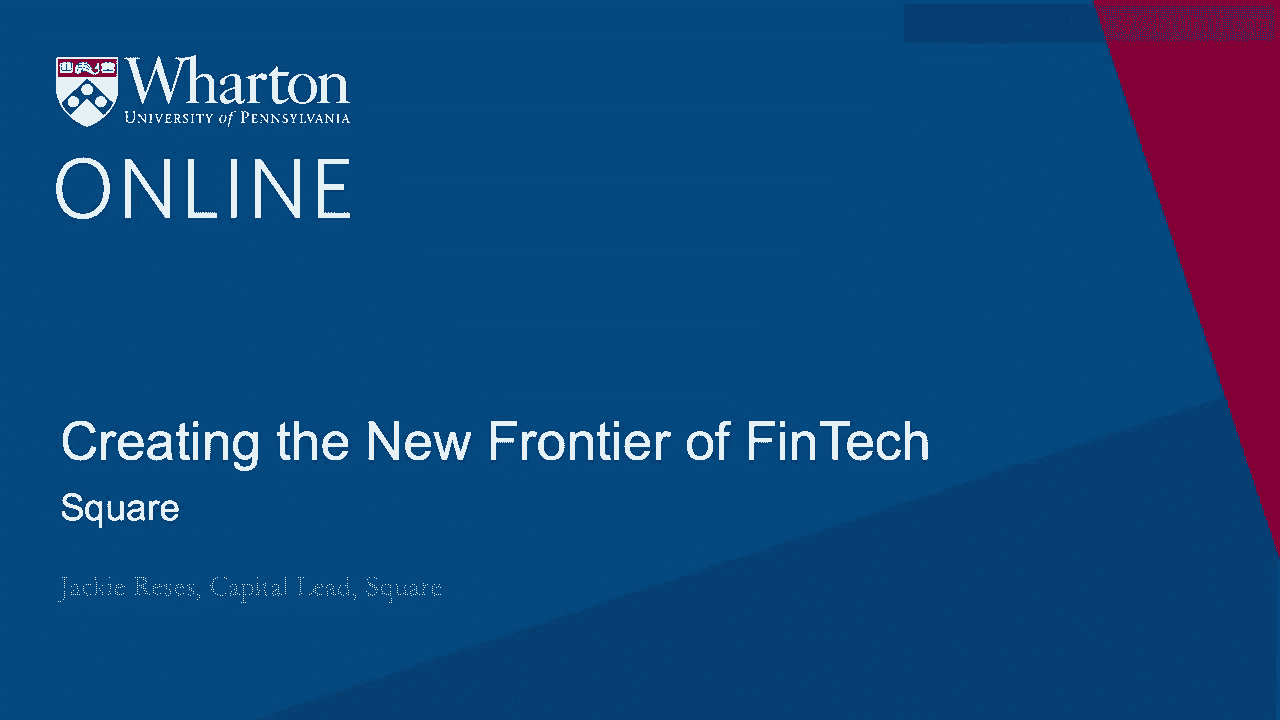 Wharton
UNIVERSITY of PENNSYLVANIA
ONLINE
Creating the New Frontier of FinTech
Square
Jackie Reses, Capital Lead, Square